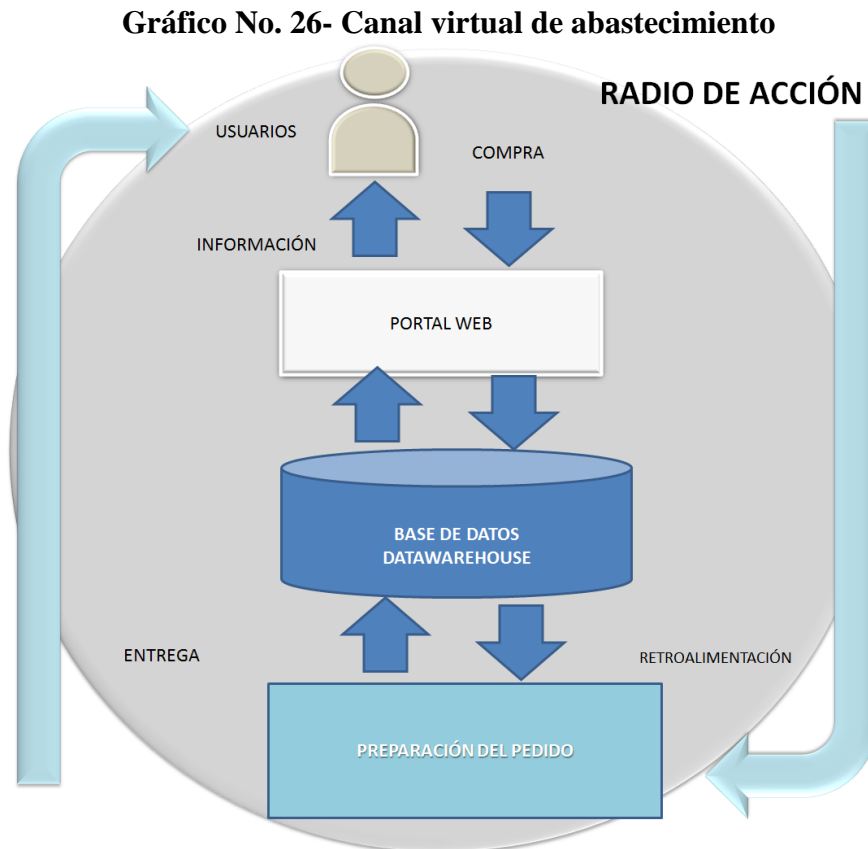 Gráfico No. 26- Canal virtual de abastecimiento
RADIO DE ACCIÓN
USUARIOS
COMPRA
INFORMACIÓN
PORTAL WEB
BASE DE DATOS
DATAWAREHOUSE
ENTREGA
RETROALIMENTACIÓN
PREPARACIÓN DEL PEDIDO